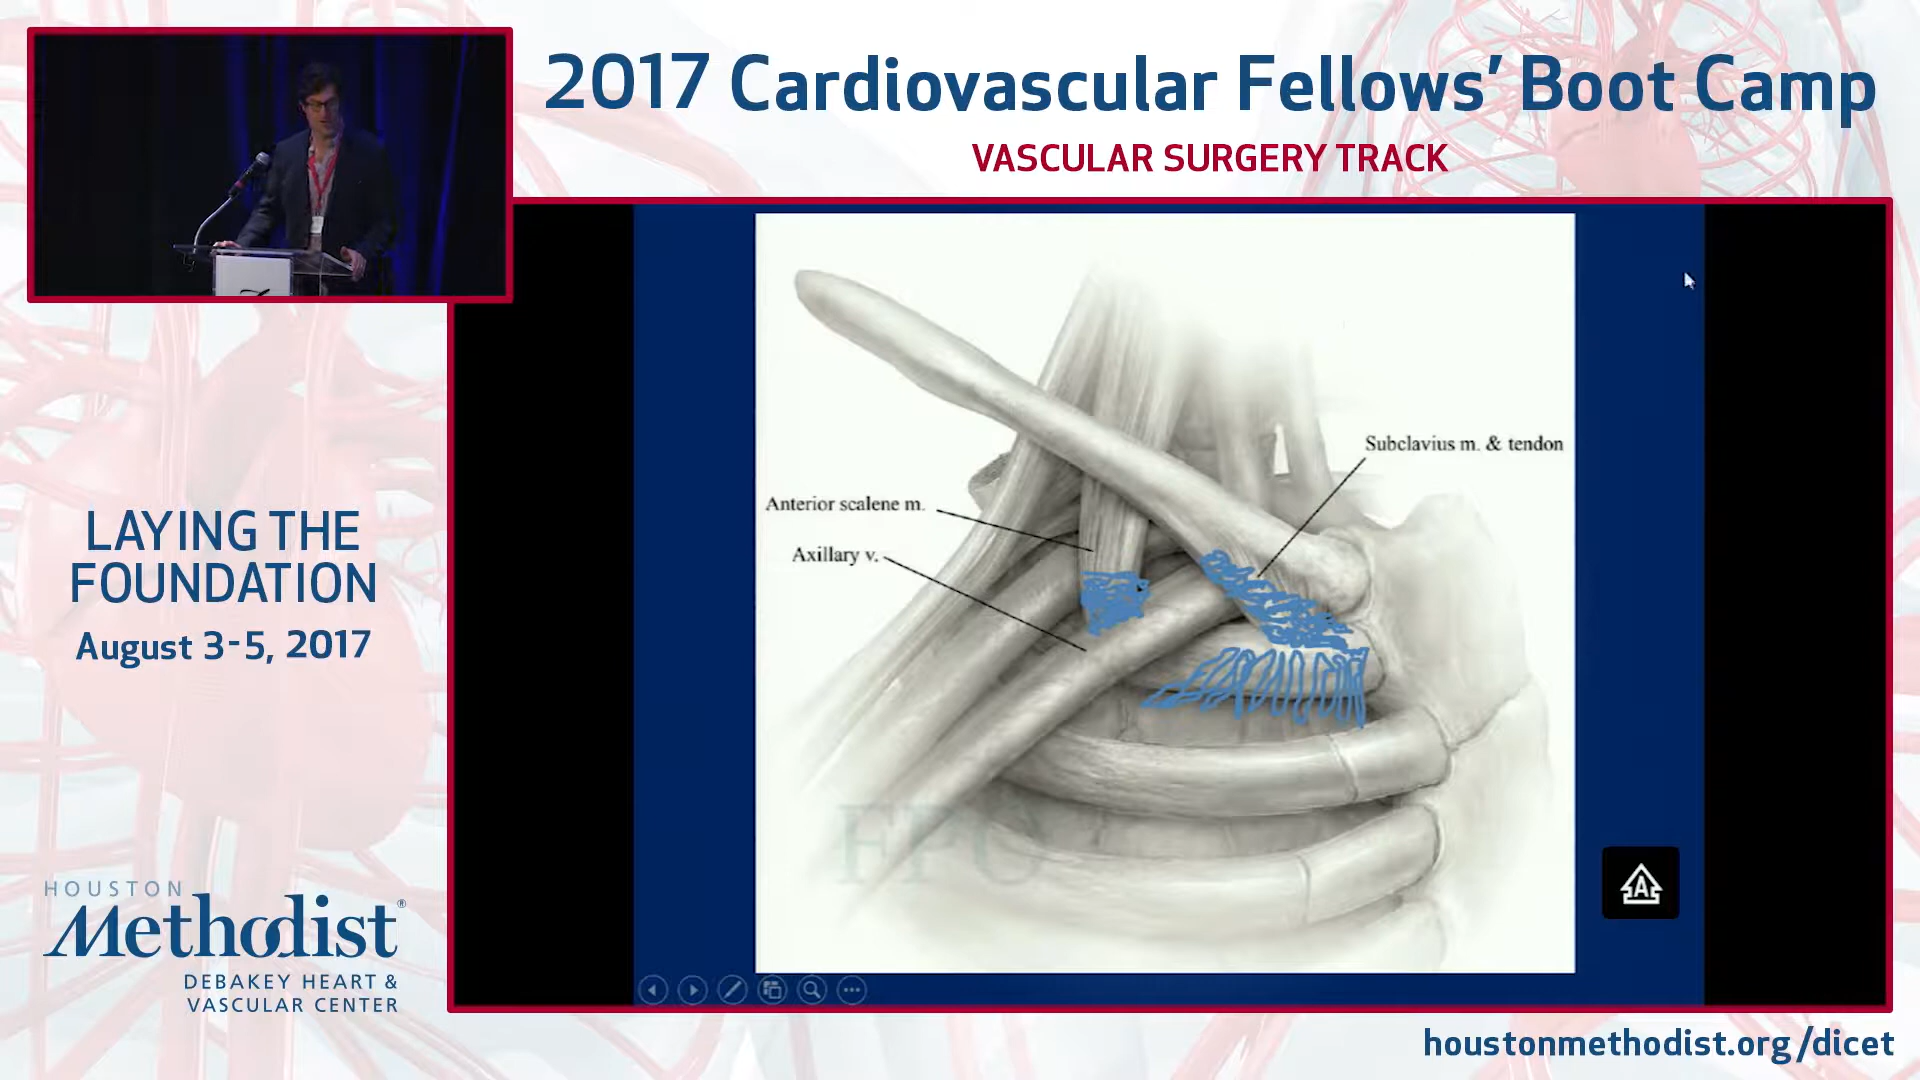 2017 Cardiovascular Fellows' Boot Camp
VASCULAR SURGERY TRACK
Subclavius m. & tendon
Anterior scalene m.
Axillary v.
FPO
LAYING THE
FOUNDATION
August 3-5, 2017
HOUSTON
Methodist®
DEBAKEY HEART &
VASCULAR CENTER
A
houstonmethodist.org/dicet